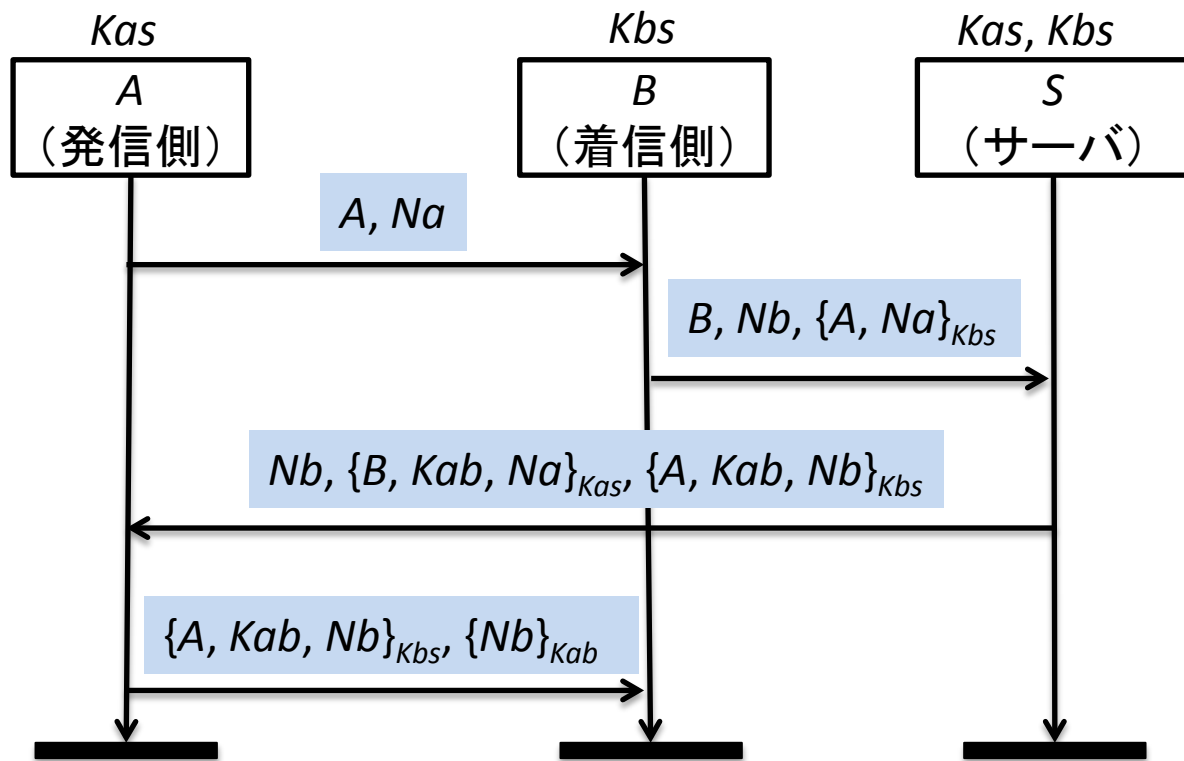 Kas
Kbs
Kas, Kbs
A
（発信側）
B
（着信側）
S
（サーバ）
A, Na
B, Nb, {A, Na}Kbs
Nb, {B, Kab, Na}Kas, {A, Kab, Nb}Kbs
{A, Kab, Nb}Kbs, {Nb}Kab